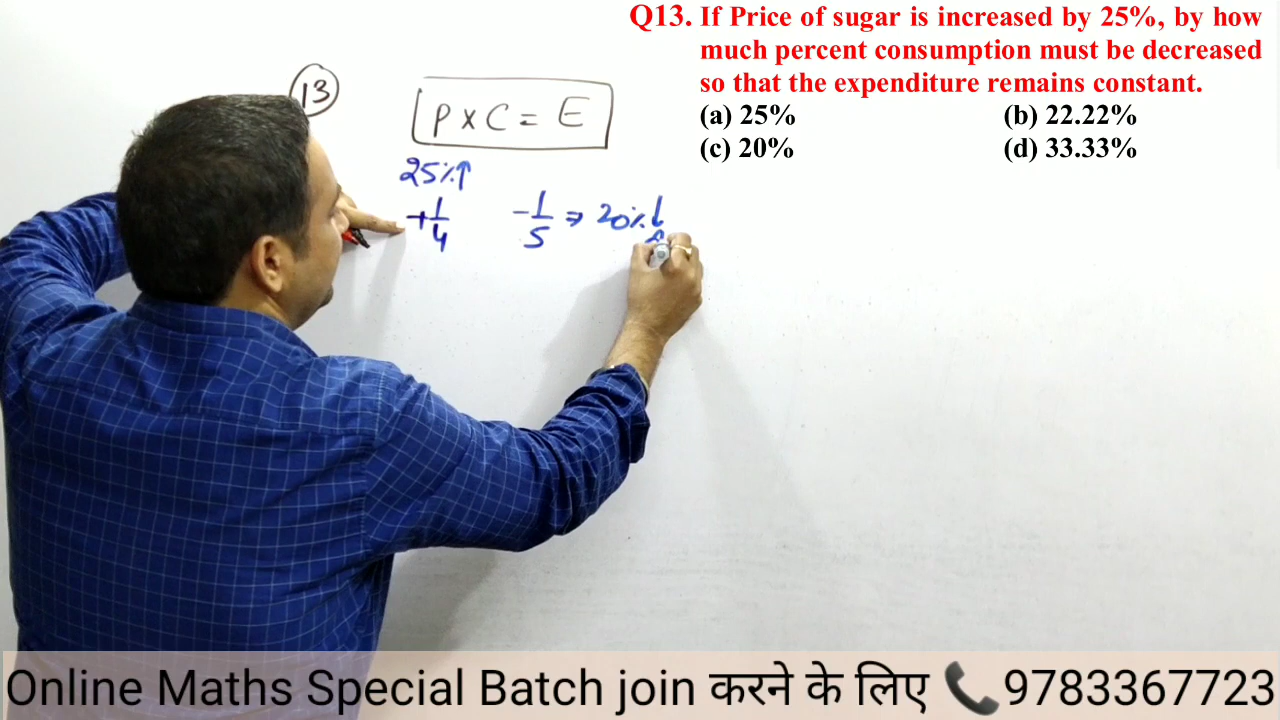 Q13. If Price of sugar is increased by 25%, by how
much percent consumption must be decreased
so that the expenditure remains constant.
(a) 25% (b) 22.22%
(c) 20% (d) 33.33%
13
P x C = E
25%↑
+1/4 -1/5 ⇒ 20%↓
Online Maths Special Batch join करने के लिए 📞9783367723